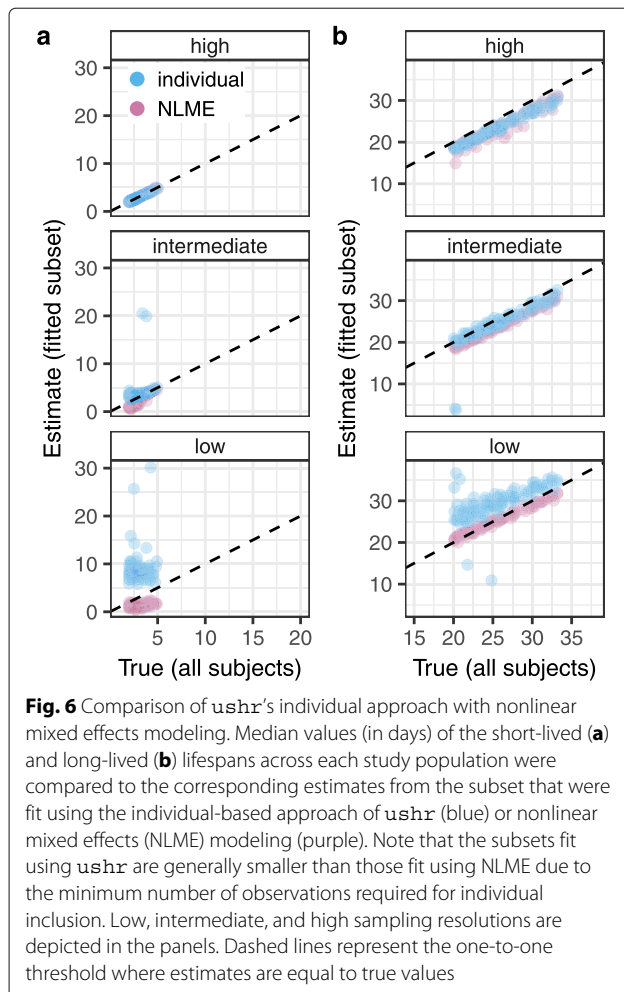 a
b
high
high
30
20
10
0
individual
NLME
30
20
10
intermediate
intermediate
30
20
10
0
30
20
10
low
low
30
20
10
0
30
20
10
5 10 15 20
15 20 25 30 35
Estimate (fitted subset)
Estimate (fitted subset)
True (all subjects)
True (all subjects)
Fig. 6 Comparison of ushr's individual approach with nonlinear
mixed effects modeling. Median values (in days) of the short-lived (a)
and long-lived (b) lifespans across each study population were
compared to the corresponding estimates from the subset that were
fit using the individual-based approach of ushr (blue) or nonlinear
mixed effects (NLME) modeling (purple). Note that the subsets fit
using ushr are generally smaller than those fit using NLME due to
the minimum number of observations required for individual
inclusion. Low, intermediate, and high sampling resolutions are
depicted in the panels. Dashed lines represent the one-to-one
threshold where estimates are equal to true values